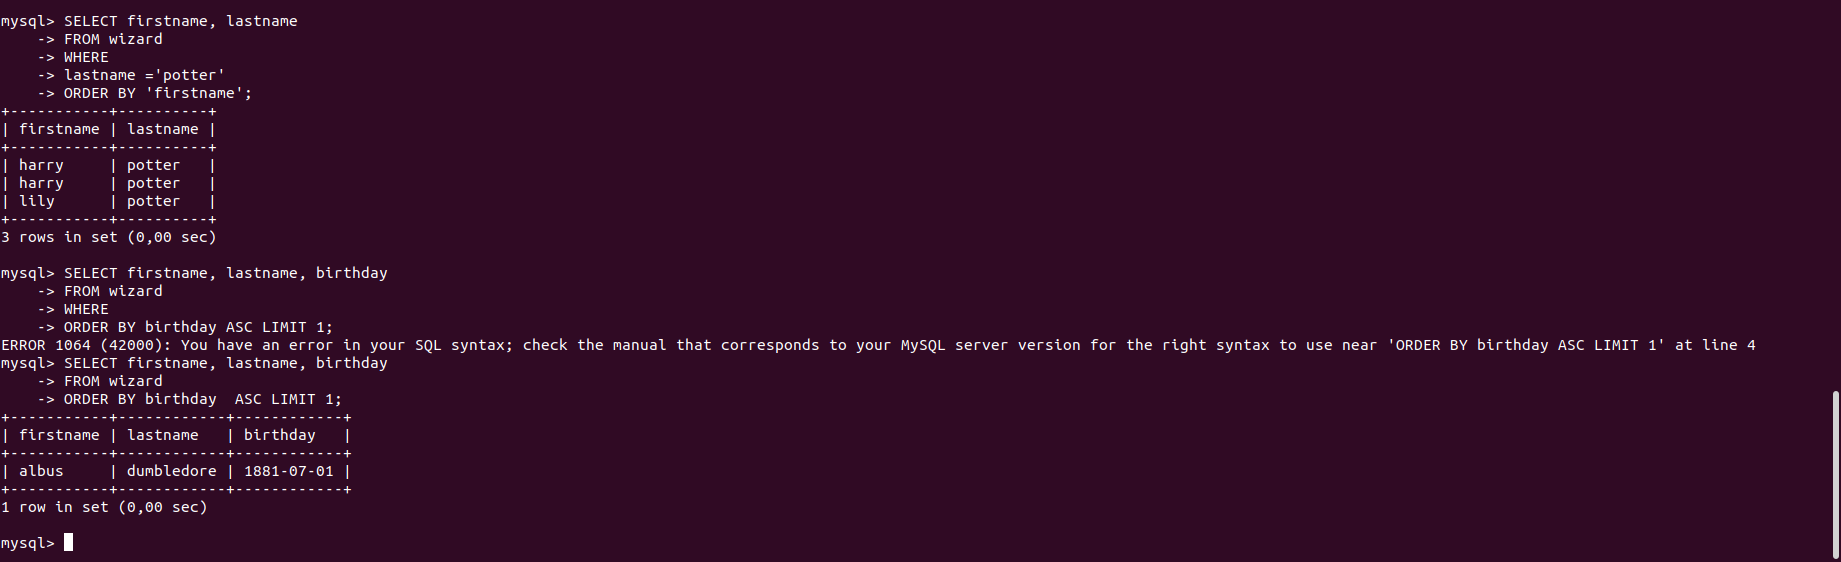 mysql> SELECT firstname, lastname
    -> FROM wizard
    -> WHERE
    -> lastname ='potter'
    -> ORDER BY 'firstname';
+-----------+----------+
| firstname | lastname |
+-----------+----------+
| harry     | potter   |
| harry     | potter   |
| lily      | potter   |
+-----------+----------+
3 rows in set (0,00 sec)

mysql> SELECT firstname, lastname, birthday
    -> FROM wizard
    -> WHERE
    -> ORDER BY birthday ASC LIMIT 1;
ERROR 1064 (42000): You have an error in your SQL syntax; check the manual that corresponds to your MySQL server version for the right syntax to use near 'ORDER BY birthday ASC LIMIT 1' at line 4
mysql> SELECT firstname, lastname, birthday
    -> FROM wizard
    -> ORDER BY birthday  ASC LIMIT 1;
+-----------+------------+------------+
| firstname | lastname   | birthday   |
+-----------+------------+------------+
| albus     | dumbledore | 1881-07-01 |
+-----------+------------+------------+
1 row in set (0,00 sec)

mysql>